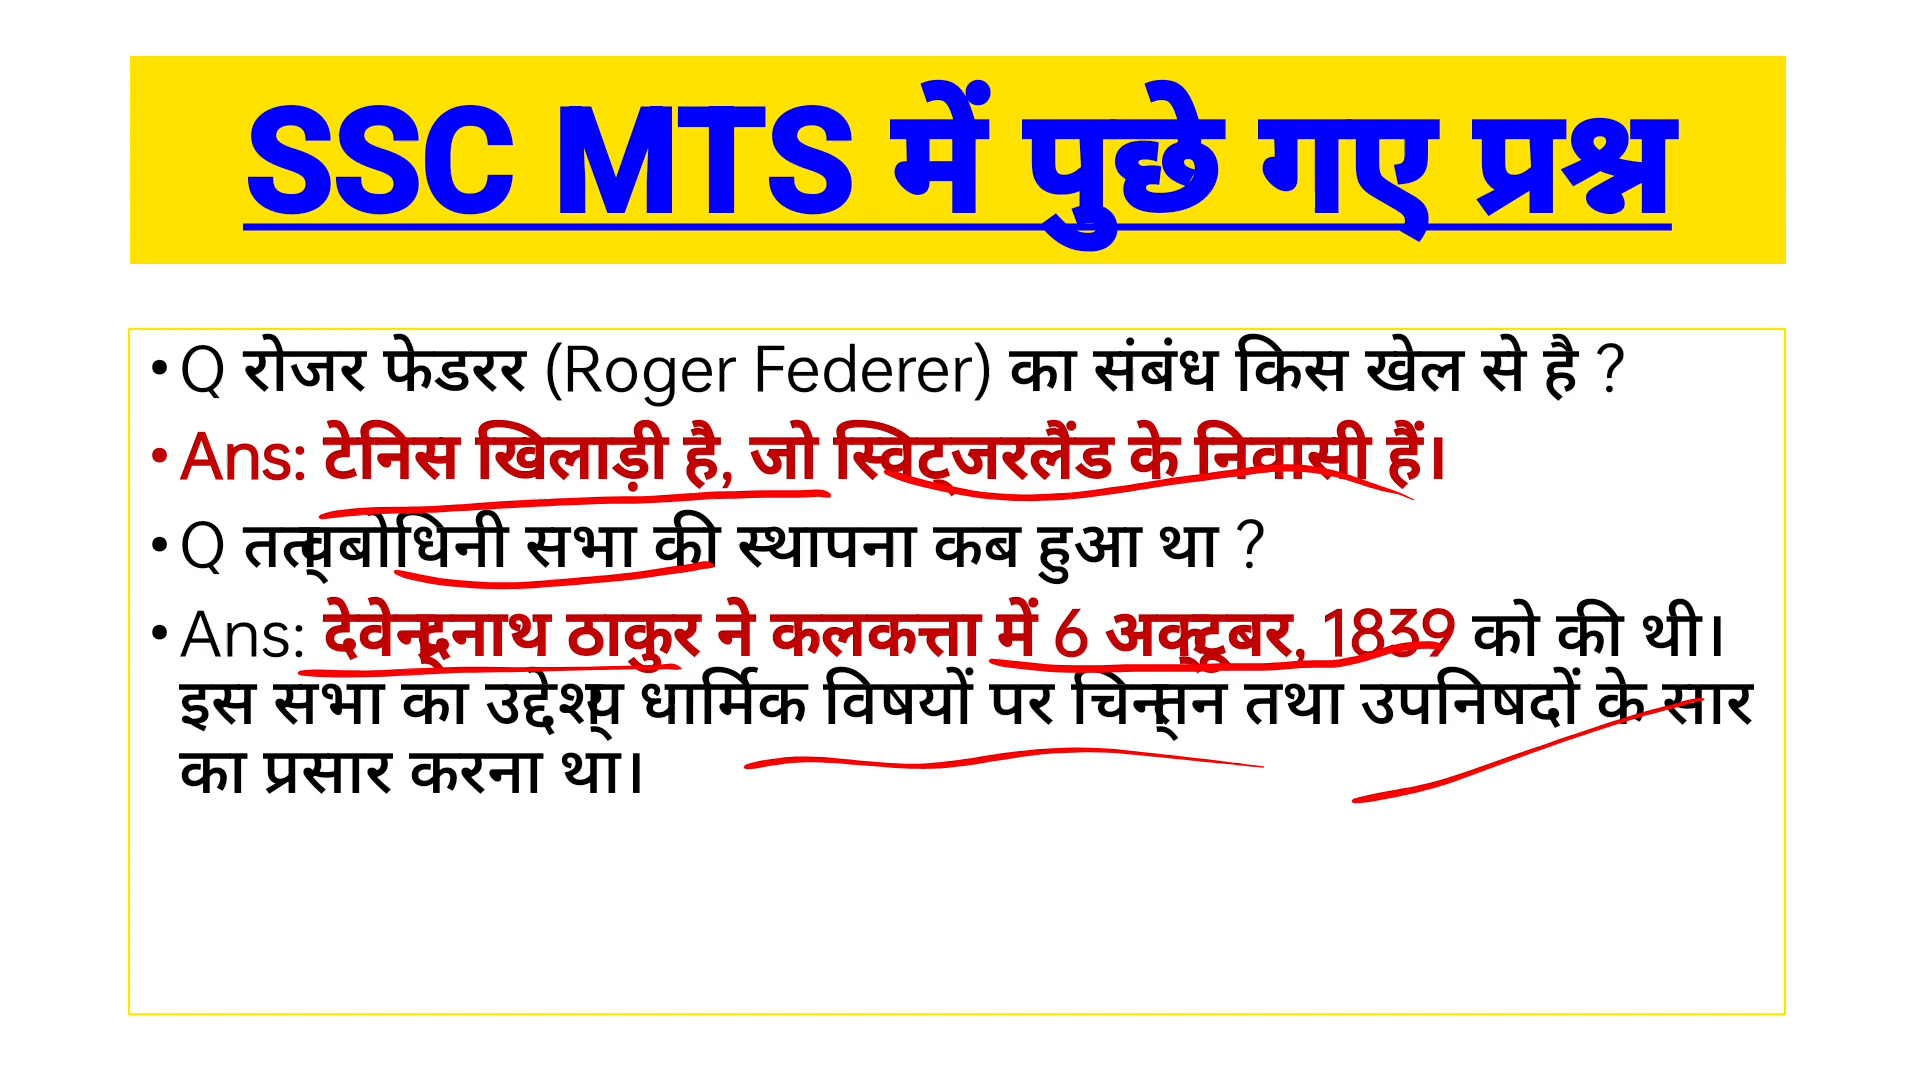 SSC MTS में पुछे गए प्रश्न
• Q रोजर फेडरर (Roger Federer) का संबंध किस खेल से है ?
• Ans: टेनिस खिलाड़ी है, जो स्विट्जरलैंड के निवासी हैं।
• Q तत्वबोधिनी सभा की स्थापना कब हुआ था ?
• Ans: देवेन्द्रनाथ ठाकुर ने कलकत्ता में 6 अक्टूबर, 1839 को की थी।
इस सभा का उद्देश्य धार्मिक विषयों पर चिन्तन तथा उपनिषदों के सार
का प्रसार करना था।